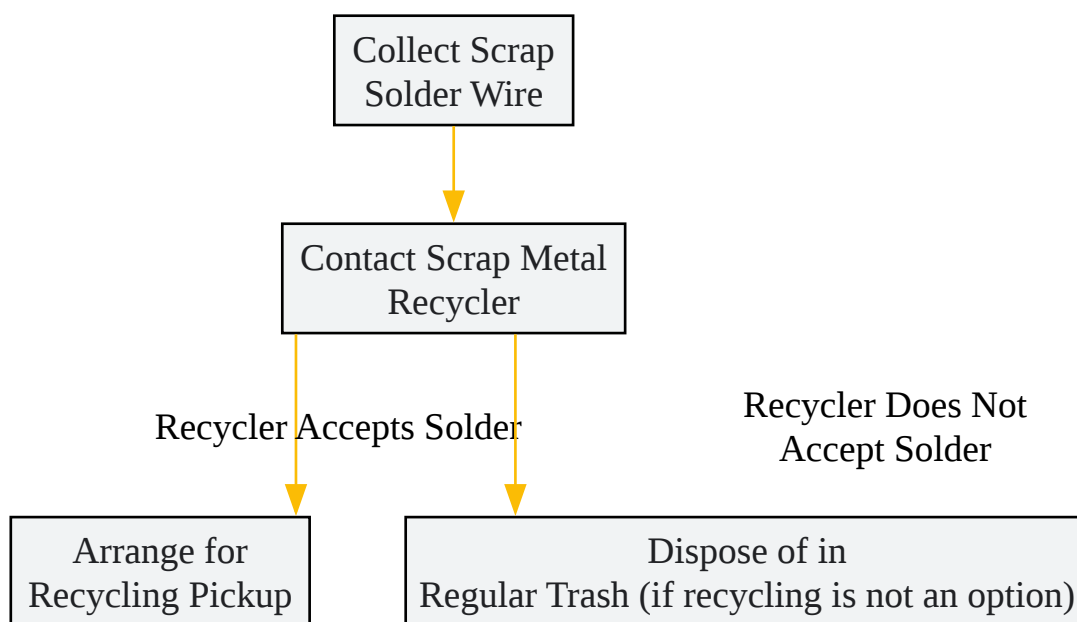 Collect Scrap
Solder Wire
Contact Scrap Metal
Recycler
Recycler Accepts Solder
Recycler Does Not
Accept Solder
Arrange for
Recycling Pickup
Dispose of in
Regular Trash (if recycling is not an option)